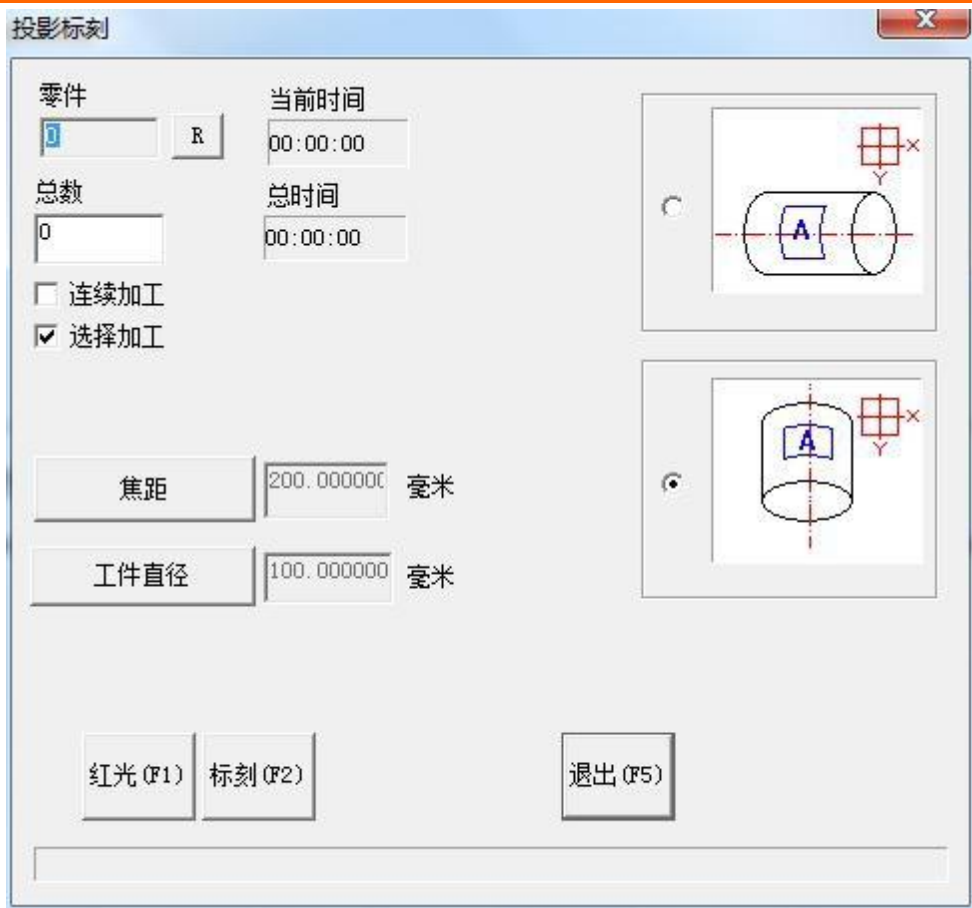 投影标刻
零件
当前时间
0
R
00:00:00
总数
总时间
0
00:00:00
连续加工
选择加工
X
Y
A
A
X
Y
焦距
200.000000
毫米
工件直径
100.000000
毫米
红光(F1)
标刻(F2)
退出(F5)